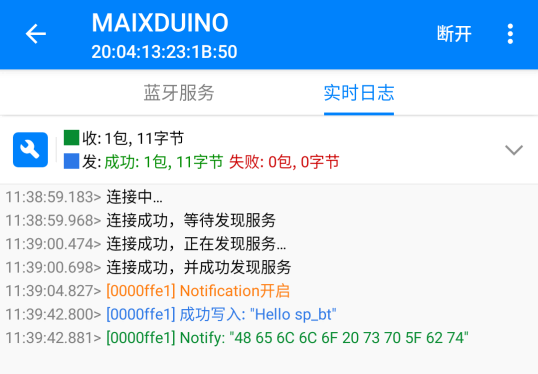 MAIXDUINO
20:04:13:23:1B:50
断开
蓝牙服务
实时日志
收: 1包, 11字节
发: 成功: 1包, 11字节 失败: 0包, 0字节
11:38:59.183> 连接中...
11:38:59.968> 连接成功，等待发现服务
11:39:00.474> 连接成功，正在发现服务...
11:39:00.698> 连接成功，并成功发现服务
11:39:04.827> [0000ffe1] Notification开启
11:39:42.800> [0000ffe1] 成功写入: "Hello sp_bt"
11:39:42.881> [0000ffe1] Notify: "48 65 6C 6C 6F 20 73 70 5F 62 74"